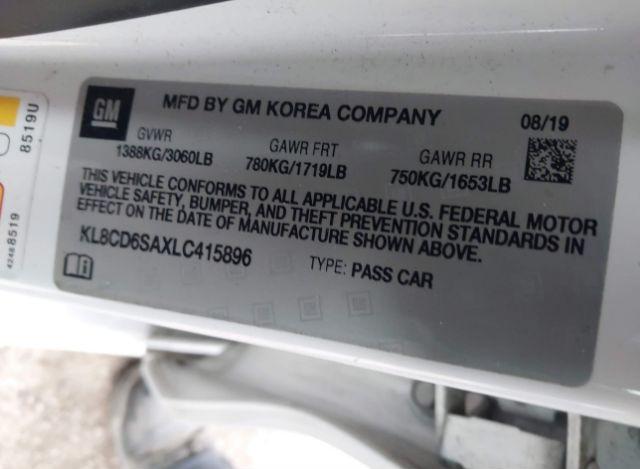 GM
MFD BY GM KOREA COMPANY
08/19
GVWR
1388KG/3060LB
GAWR FRT
780KG/1719LB
GAWR RR
750KG/1653LB
THIS VEHICLE CONFORMS TO ALL APPLICABLE U.S. FEDERAL MOTOR
VEHICLE SAFETY, BUMPER, AND THEFT PREVENTION STANDARDS IN
EFFECT ON THE DATE OF MANUFACTURE SHOWN ABOVE.
KL8CD6SAXLC415896
TYPE: PASS CAR
8519U
42488519